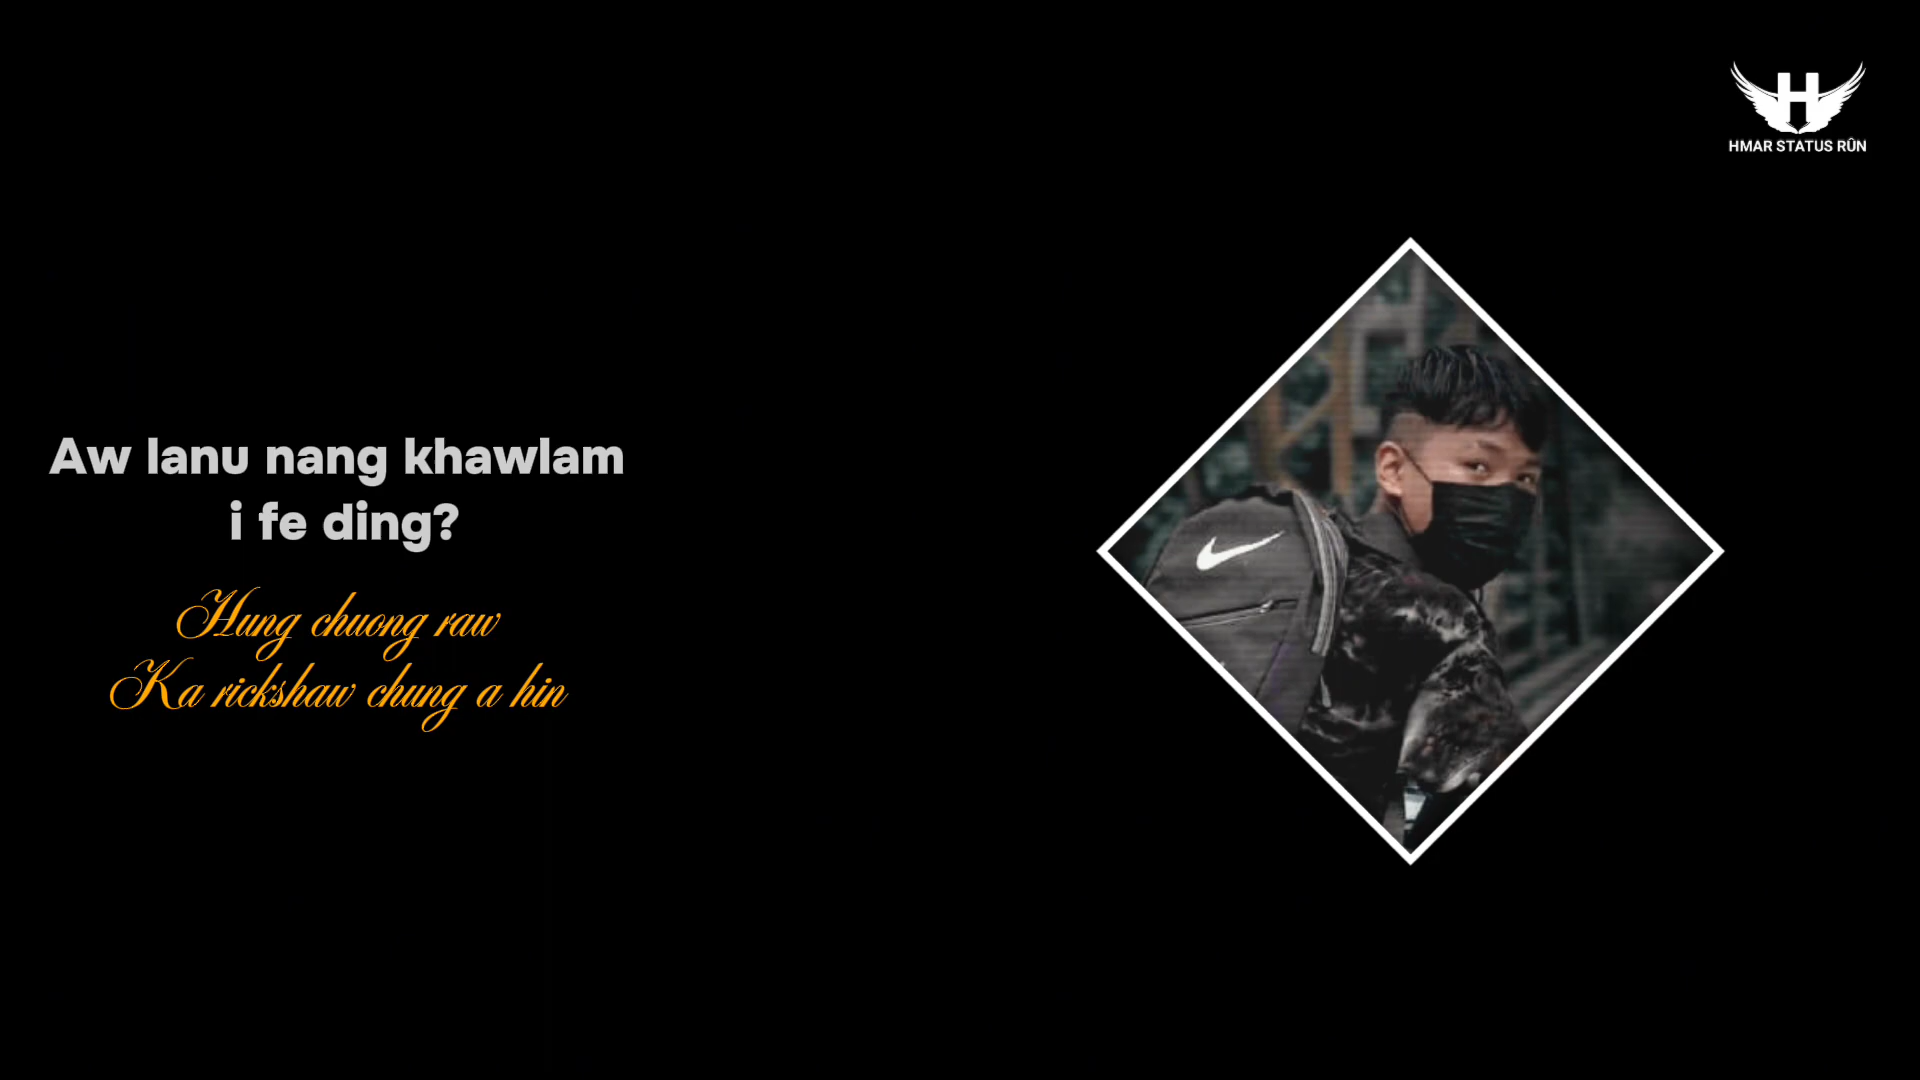 H
HMAR STATUS RÛN
Aw lanu nang khawlam
i fe ding?
Hung chuong raw
Ka rickshaw chung a hin